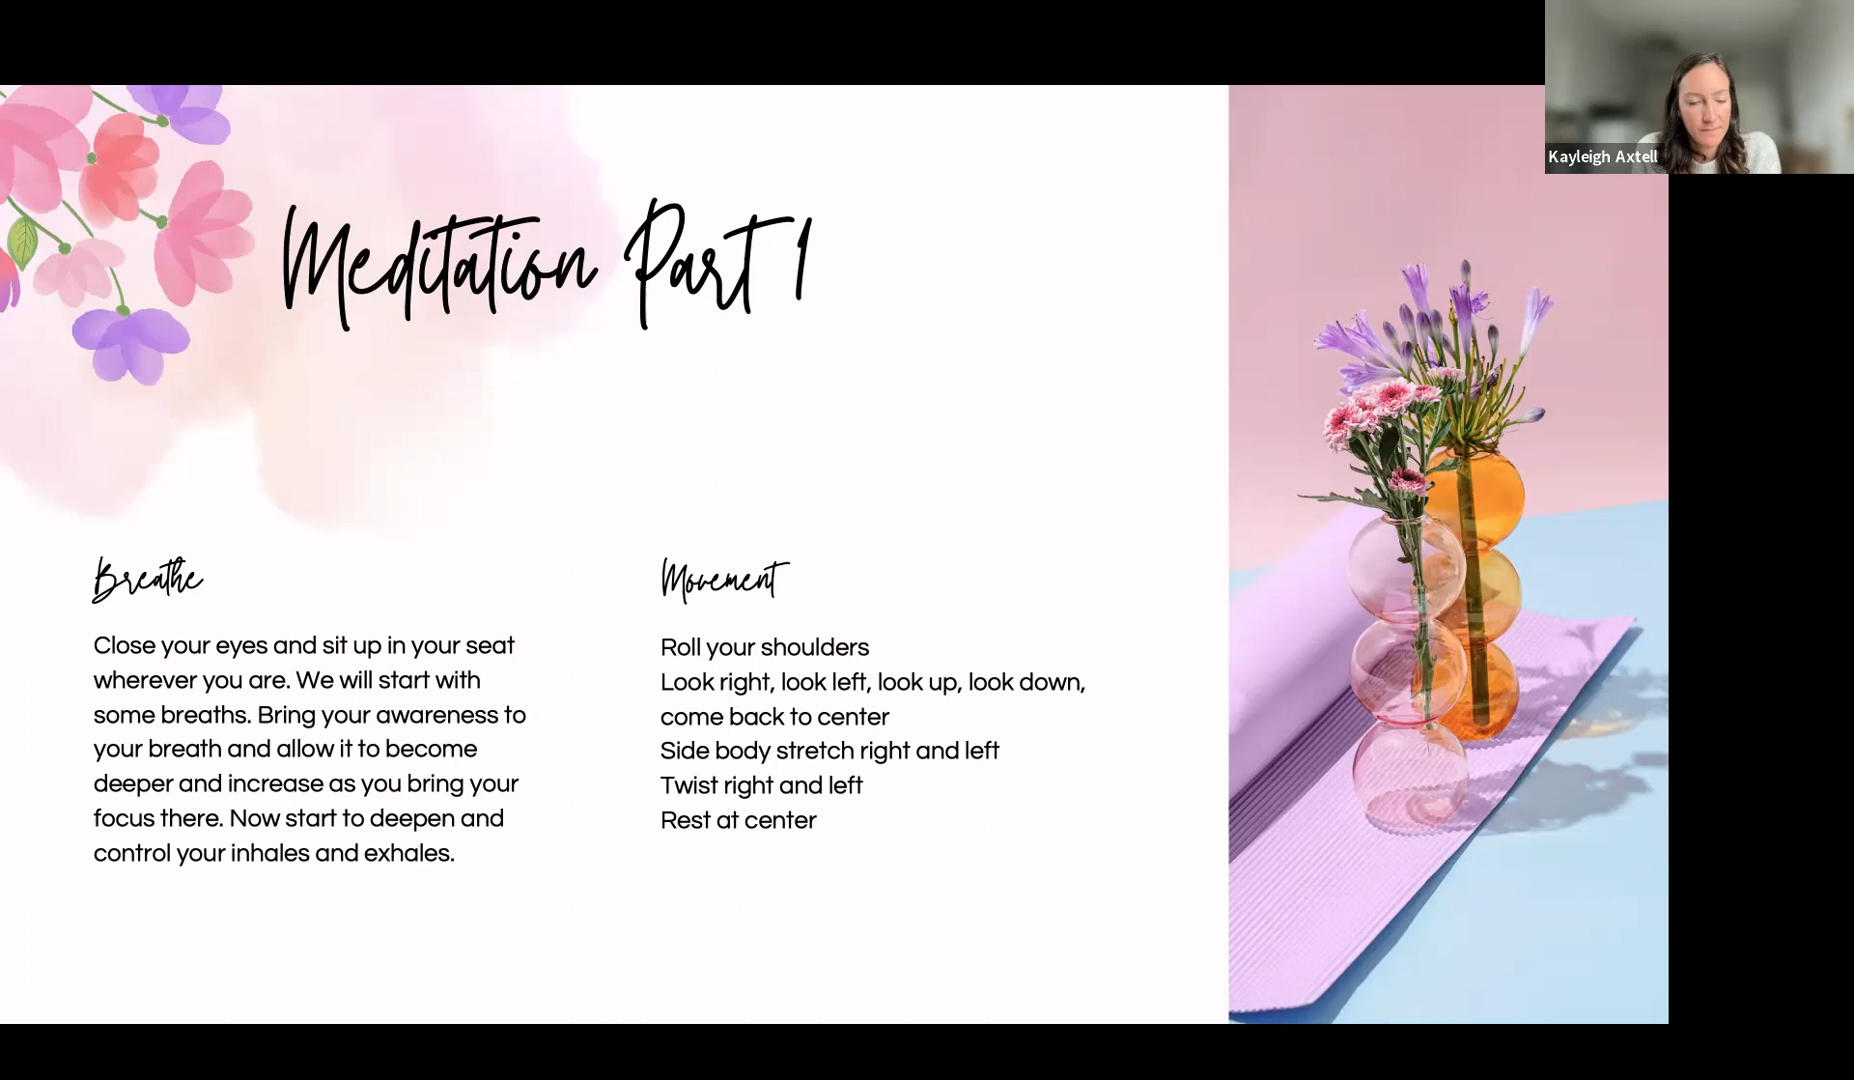 Kayleigh Axtell
Meditation Part 1
Breathe
Close your eyes and sit up in your seat
wherever you are. We will start with
some breaths. Bring your awareness to
your breath and allow it to become
deeper and increase as you bring your
focus there. Now start to deepen and
control your inhales and exhales.
Movement
Roll your shoulders
Look right, look left, look up, look down,
come back to center
Side body stretch right and left
Twist right and left
Rest at center